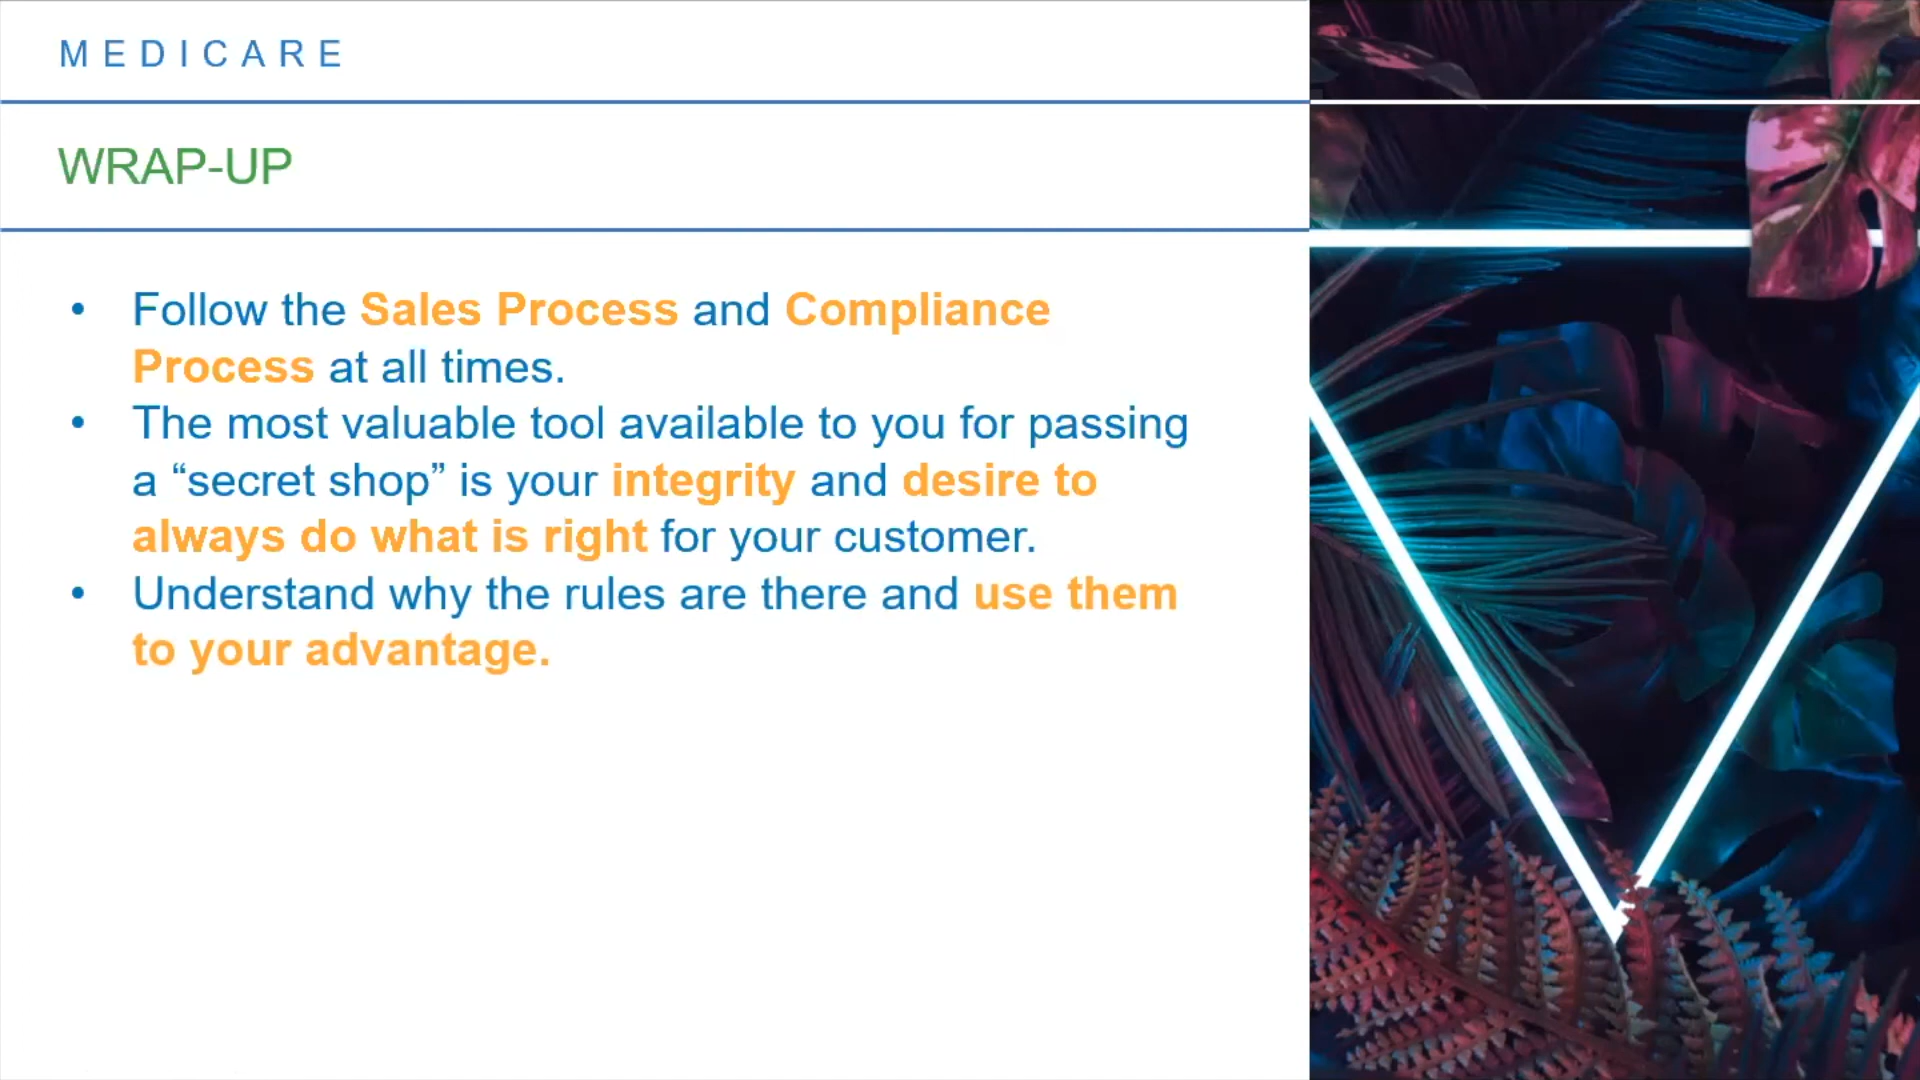 MEDICARE
WRAP-UP
• Follow the Sales Process and Compliance
Process at all times.
• The most valuable tool available to you for passing
a “secret shop” is your integrity and desire to
always do what is right for your customer.
• Understand why the rules are there and use them
to your advantage.